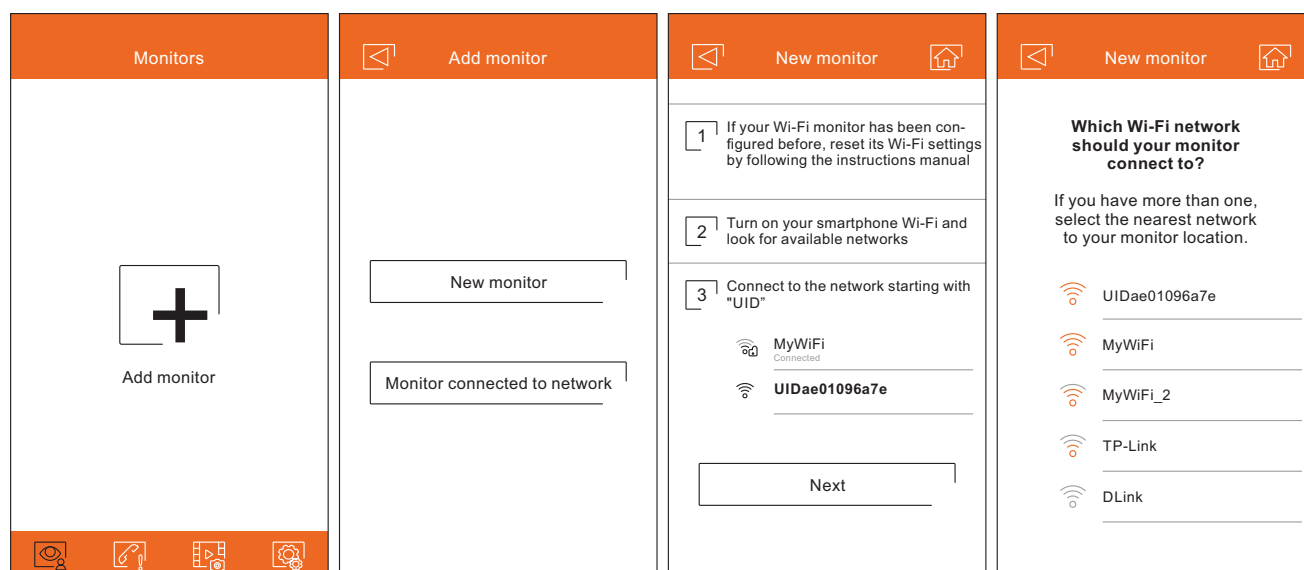 Monitors
Add monitor
Add monitor
New monitor
Monitor connected to network
New monitor
1
If your Wi-Fi monitor has been con-
figured before, reset its Wi-Fi settings
by following the instructions manual
2
Turn on your smartphone Wi-Fi and
look for available networks
3
Connect to the network starting with
"UID”
MyWiFi
Connected
UIDae01096a7e
Next
New monitor
Which Wi-Fi network
should your monitor
connect to?
If you have more than one,
select the nearest network
to your monitor location.
UIDae01096a7e
MyWiFi
MyWiFi_2
TP-Link
DLink